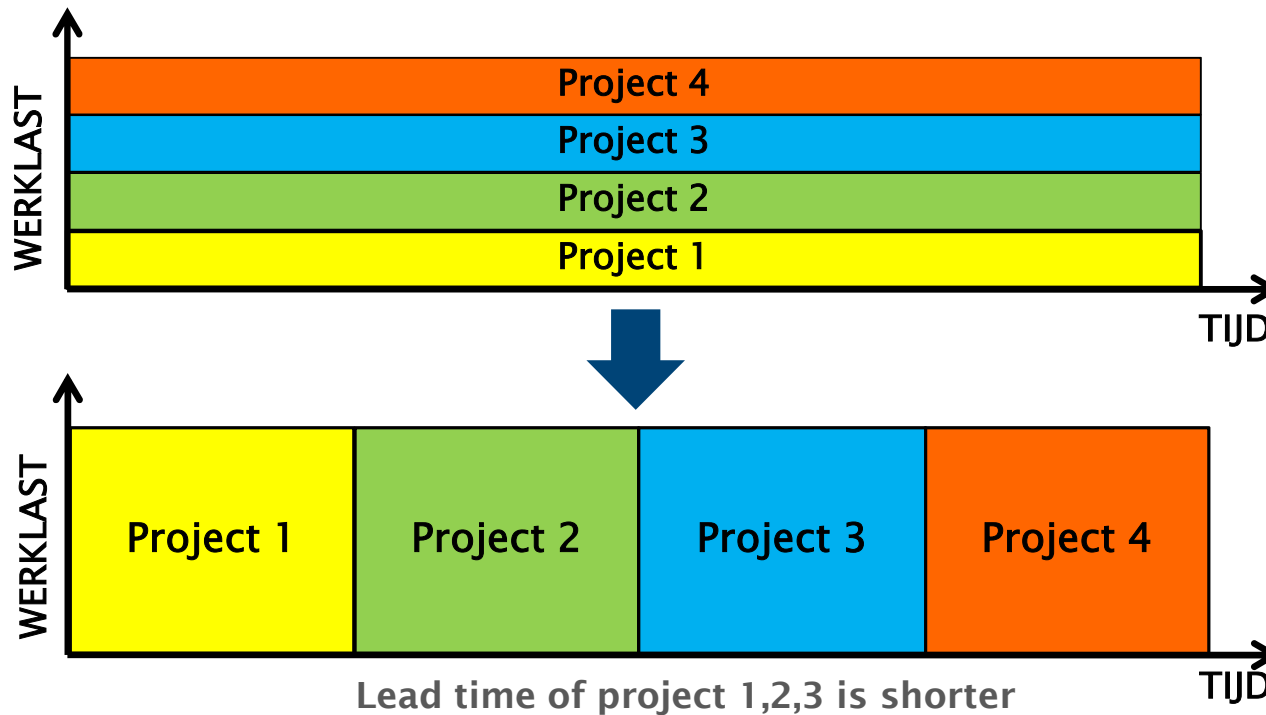 WERKLAST
Project 4
Project 3
Project 2
Project 1
TIJD
WERKLAST
Project 1
Project 2
Project 3
Project 4
TIJD
Lead time of project 1,2,3 is shorter